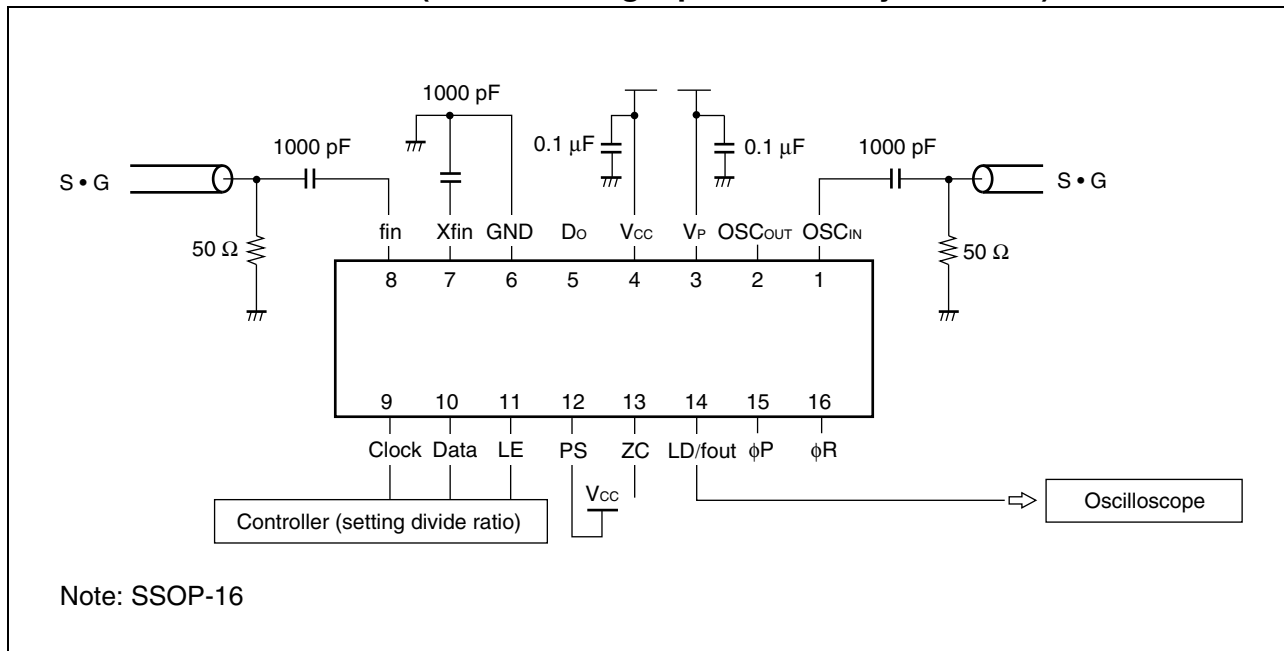 1000 pF
1000 pF
0.1 μF
0.1 μF
1000 pF
S • G
S • G
50 Ω
50 Ω
fin Xfin GND DO VCC VP OSCOUT OSCIN
8 7 6 5 4 3 2 1
9 10 11 12 13 14 15 16
Clock Data LE PS ZC LD/fout ϕP ϕR
VCC
Controller (setting divide ratio)
Oscilloscope
Note: SSOP-16